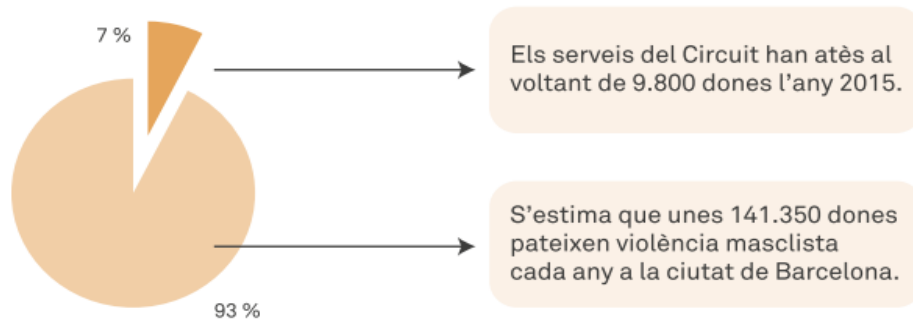 7 %
Els serveis del Circuit han atès al
voltant de 9.800 dones l’any 2015.
S’estima que unes 141.350 dones
pateixen violència masclista
cada any a la ciutat de Barcelona.
93 %